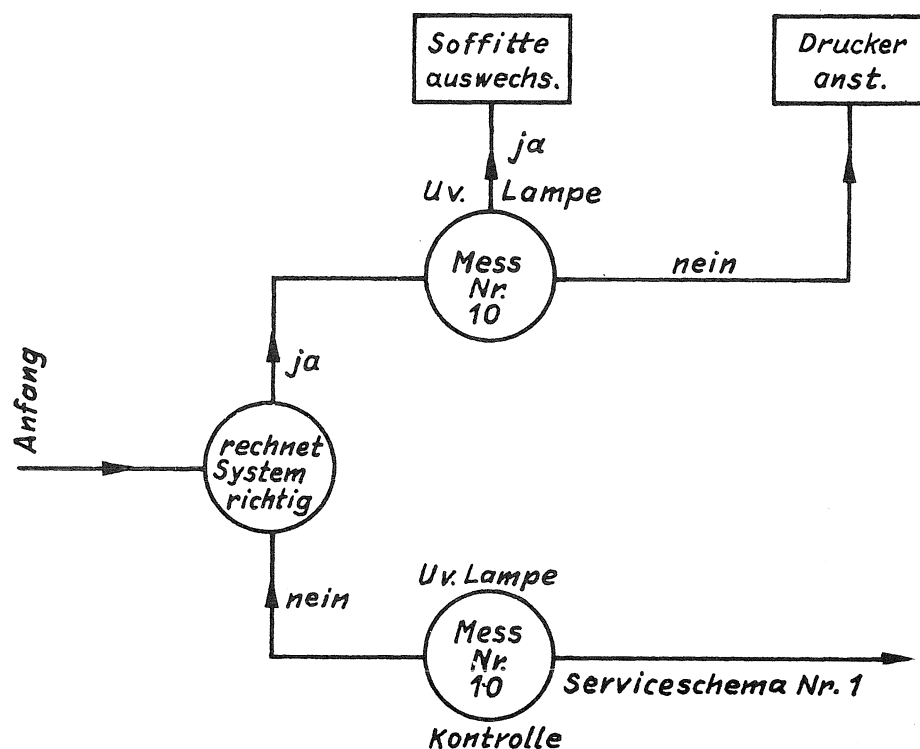 Soffitte
auswechs.
Drucker
anst.
ja
Uv. Lampe
Mess
Nr.
10
nein
ja
Anfang
rechnet
System
richtig
nein
Uv. Lampe
Mess
Nr.
10
Serviceschema Nr. 1
Kontrolle